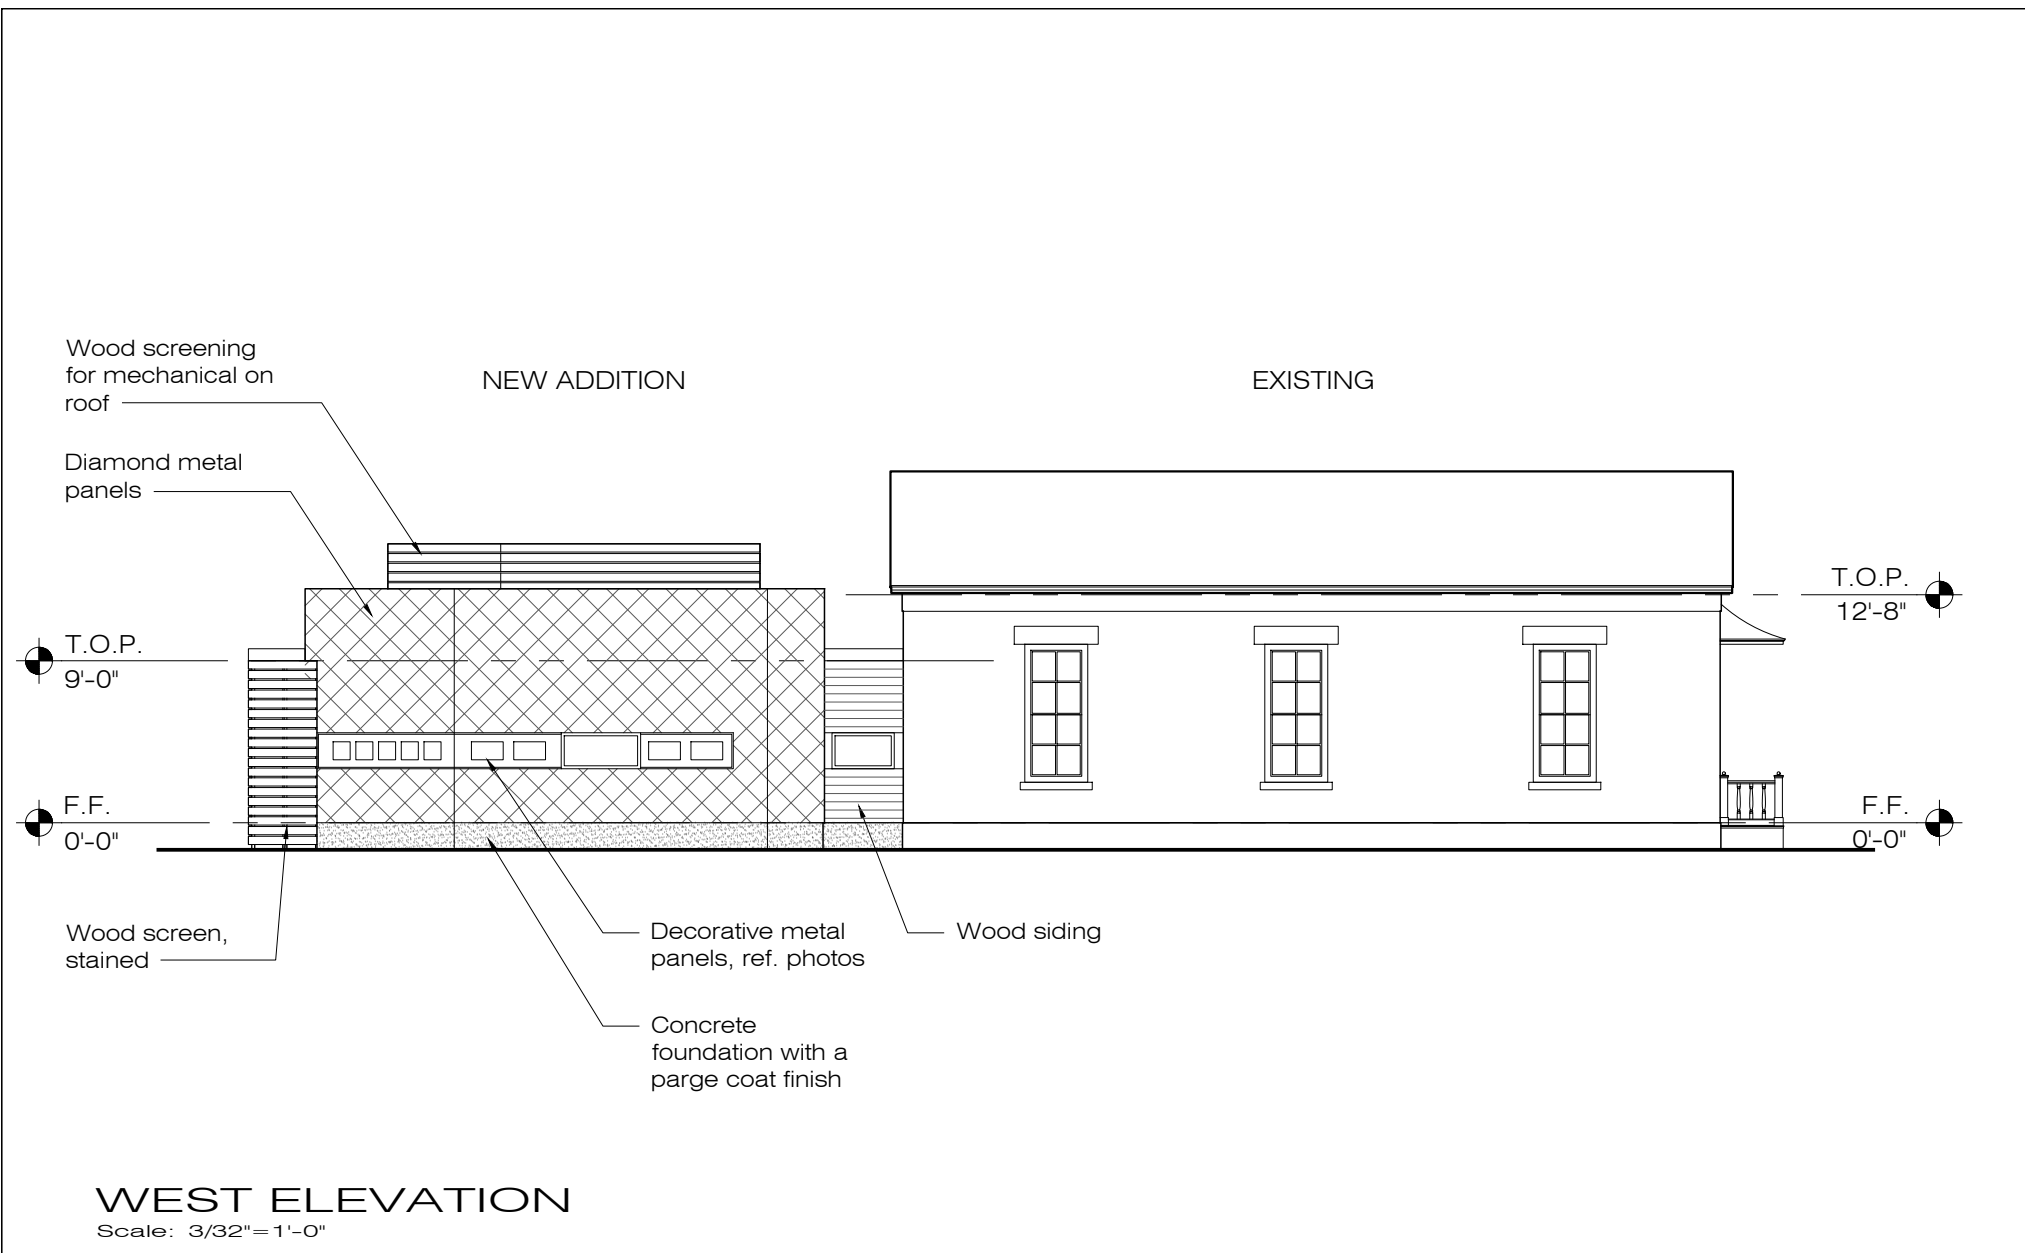 Wood screening
for mechanical on
roof
NEW ADDITION
EXISTING
Diamond metal
panels
T.O.P.
12'-8"
T.O.P.
9'-0"
F.F.
0'-0"
F.F.
0'-0"
Wood screen,
stained
Decorative metal
panels, ref. photos
Wood siding
Concrete
foundation with a
parge coat finish
WEST ELEVATION
Scale: 3/32"=1'-0"